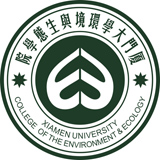 廈門大學環境與生態學院
XIAMEN UNIVERSITY
COLLEGE OF THE ENVIRONMENT & ECOLOGY